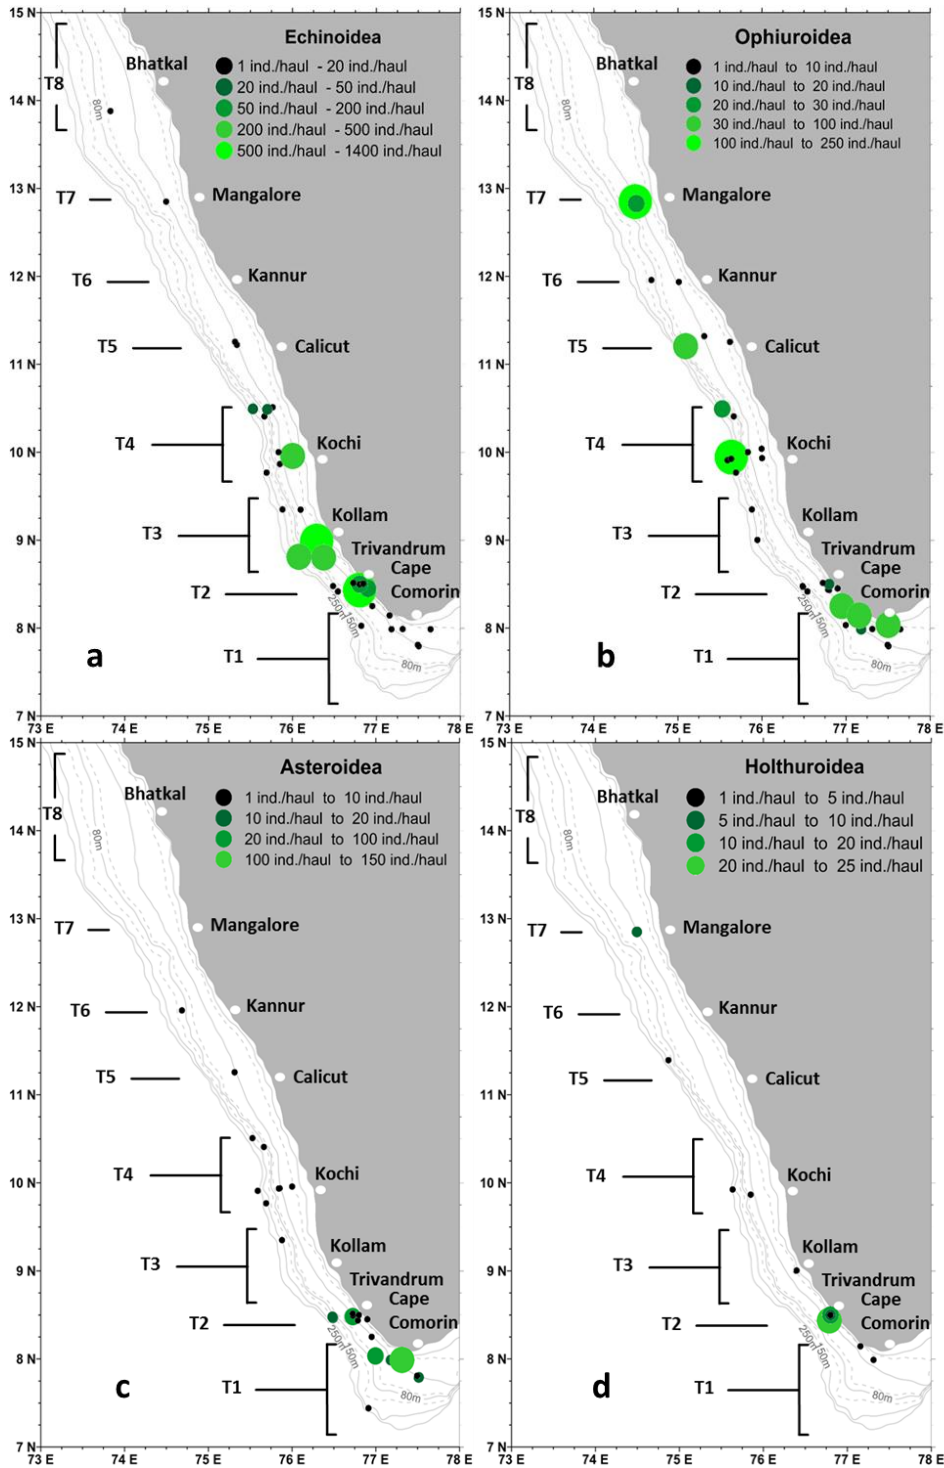 15 N
14 N
13 N
12 N
11 N
10 N
9 N
8 N
7 N
73 E
74 E
75 E
76 E
77 E
78 E
Echinoidea
1 ind./haul - 20 ind./haul
20 ind./haul - 50 ind./haul
50 ind./haul - 200 ind./haul
200 ind./haul - 500 ind./haul
500 ind./haul - 1400 ind./haul
Bhatkal
T8
80m
T7
Mangalore
T6
Kannur
T5
Calicut
T4
Kochi
T3
Kollam
Trivandrum
Cape
T2
Comorin
250m
150m
T1
80m
a
15 N
14 N
13 N
12 N
11 N
10 N
9 N
8 N
7 N
73 E
74 E
75 E
76 E
77 E
78 E
Ophiuroidea
1 ind./haul to 10 ind./haul
10 ind./haul to 20 ind./haul
20 ind./haul to 30 ind./haul
30 ind./haul to 100 ind./haul
100 ind./haul to 250 ind./haul
Bhatkal
T8
80m
T7
Mangalore
T6
Kannur
T5
Calicut
T4
Kochi
T3
Kollam
Trivandrum
Cape
T2
Comorin
250m
150m
T1
80m
b
15 N
14 N
13 N
12 N
11 N
10 N
9 N
8 N
7 N
73 E
74 E
75 E
76 E
77 E
78 E
Asteroidea
1 ind./haul to 10 ind./haul
10 ind./haul to 20 ind./haul
20 ind./haul to 100 ind./haul
100 ind./haul to 150 ind./haul
Bhatkal
T8
80m
T7
Mangalore
T6
Kannur
T5
Calicut
T4
Kochi
T3
Kollam
Trivandrum
Cape
T2
Comorin
250m
150m
T1
80m
c
15 N
14 N
13 N
12 N
11 N
10 N
9 N
8 N
7 N
73 E
74 E
75 E
76 E
77 E
78 E
Holthuroidea
1 ind./haul to 5 ind./haul
5 ind./haul to 10 ind./haul
10 ind./haul to 20 ind./haul
20 ind./haul to 25 ind./haul
Bhatkal
T8
80m
T7
Mangalore
T6
Kannur
T5
Calicut
T4
Kochi
T3
Kollam
Trivandrum
Cape
T2
Comorin
250m
150m
T1
80m
d